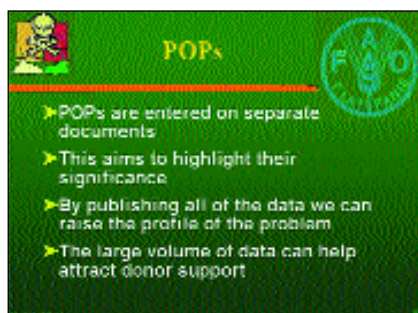 POPs
F A O
➤POPs are entered on separate
documents
➤This aims to highlight their
significance
➤By publishing all of the data we can
raise the profile of the problem
➤The large volume of data can help
attract donor support